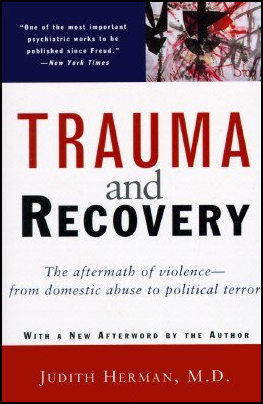 "One of the most important
psychiatric works to be
published since Freud."
—New York Times
TRAUMA
and
RECOVERY
The aftermath of violence—
from domestic abuse to political terror
WITH A NEW AFTERWORD BY THE AUTHOR
JUDITH HERMAN, M.D.